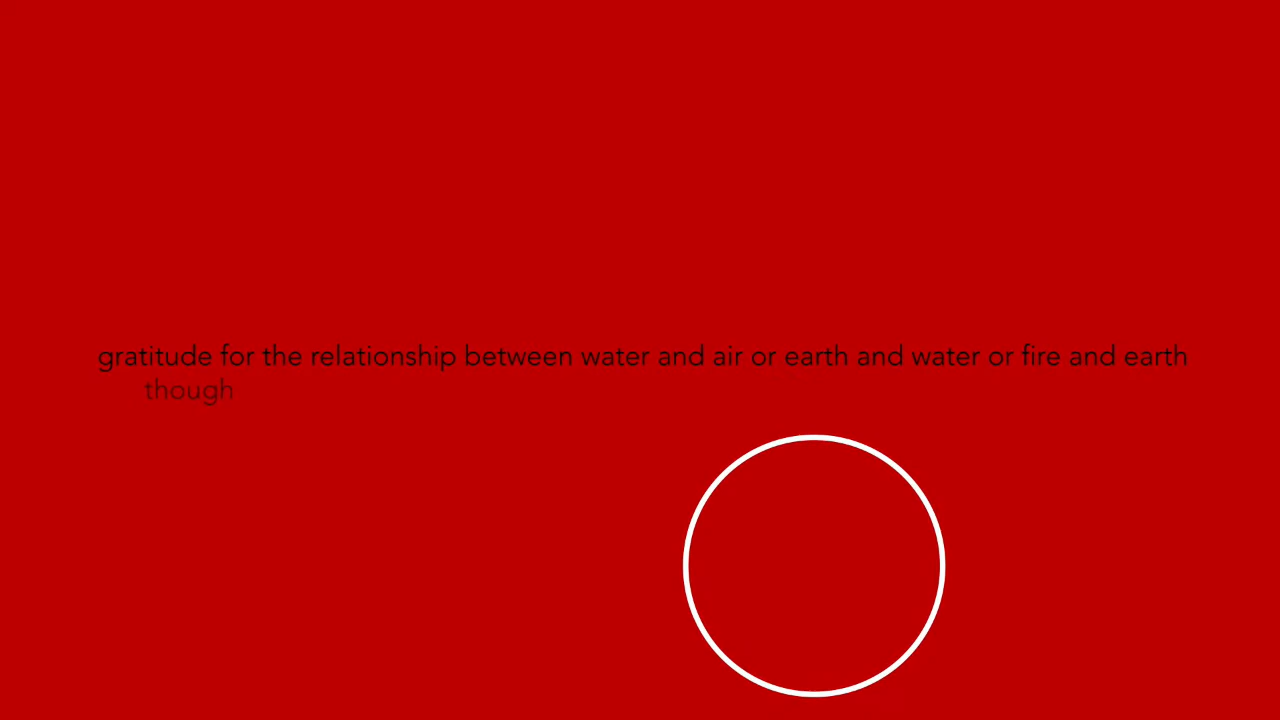 gratitude for the relationship between water and air or earth and water or fire and earth
though